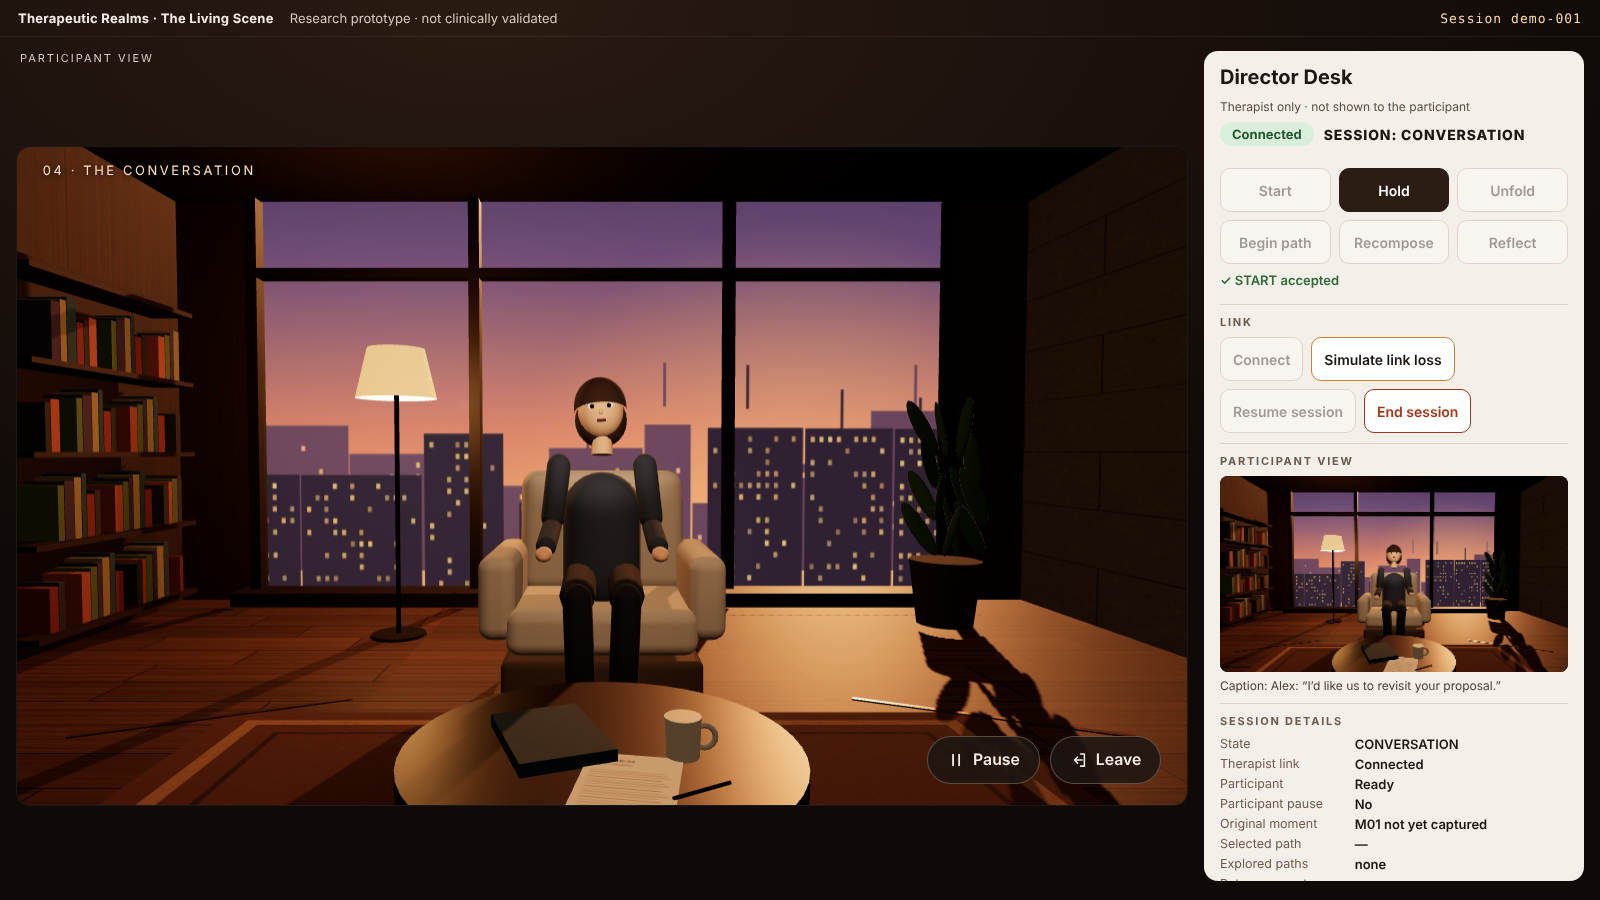 Therapeutic Realms · The Living Scene Research prototype · not clinically validated Session demo-001
PARTICIPANT VIEW
04 · THE CONVERSATION
Pause
Leave
Director Desk
Therapist only · not shown to the participant
Connected SESSION: CONVERSATION
Start Hold Unfold
Begin path Recompose Reflect
✓ START accepted
LINK
Connect Simulate link loss
Resume session End session
PARTICIPANT VIEW
Caption: Alex: “I’d like us to revisit your proposal.”
SESSION DETAILS
State CONVERSATION
Therapist link Connected
Participant Ready
Participant pause No
Original moment M01 not yet captured
Selected path —
Explored paths none